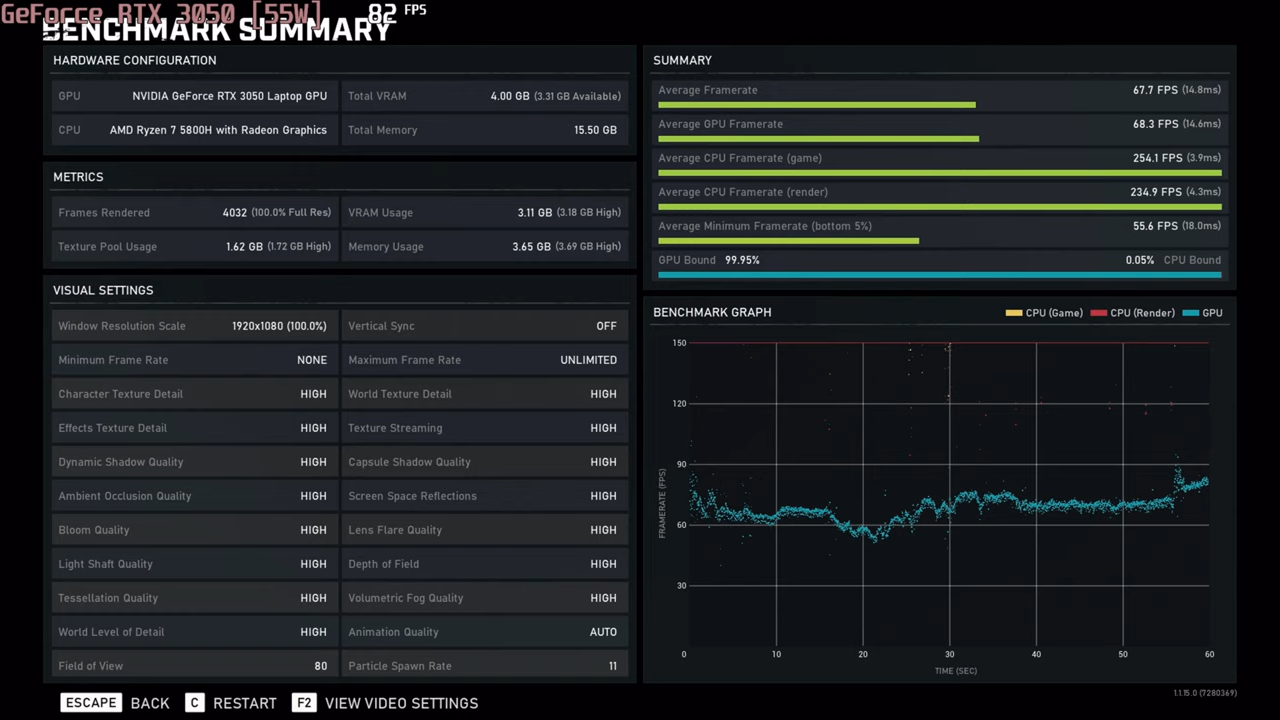 GeForce RTX 3050 [55W] 82 FPS
BENCHMARK SUMMARY
HARDWARE CONFIGURATION
GPU NVIDIA GeForce RTX 3050 Laptop GPU Total VRAM 4.00 GB (3.31 GB Available)
CPU AMD Ryzen 7 5800H with Radeon Graphics Total Memory 15.50 GB
METRICS
Frames Rendered 4032 (100.0% Full Res) VRAM Usage 3.11 GB (3.18 GB High)
Texture Pool Usage 1.62 GB (1.72 GB High) Memory Usage 3.65 GB (3.69 GB High)
VISUAL SETTINGS
Window Resolution Scale 1920x1080 (100.0%) Vertical Sync OFF
Minimum Frame Rate NONE Maximum Frame Rate UNLIMITED
Character Texture Detail HIGH World Texture Detail HIGH
Effects Texture Detail HIGH Texture Streaming HIGH
Dynamic Shadow Quality HIGH Capsule Shadow Quality HIGH
Ambient Occlusion Quality HIGH Screen Space Reflections HIGH
Bloom Quality HIGH Lens Flare Quality HIGH
Light Shaft Quality HIGH Depth of Field HIGH
Tessellation Quality HIGH Volumetric Fog Quality HIGH
World Level of Detail HIGH Animation Quality AUTO
Field of View 80 Particle Spawn Rate 11
SUMMARY
Average Framerate 67.7 FPS (14.8ms)
Average GPU Framerate 68.3 FPS (14.6ms)
Average CPU Framerate (game) 254.1 FPS (3.9ms)
Average CPU Framerate (render) 234.9 FPS (4.3ms)
Average Minimum Framerate (bottom 5%) 55.6 FPS (18.0ms)
GPU Bound 99.95% 0.05% CPU Bound
BENCHMARK GRAPH CPU (Game) CPU (Render) GPU
150
120
90
60
30
FRAMERATE (FPS)
0 10 20 30 40 50 60
TIME (SEC)
ESCAPE BACK C RESTART F2 VIEW VIDEO SETTINGS
1.1.15.0 (7280369)